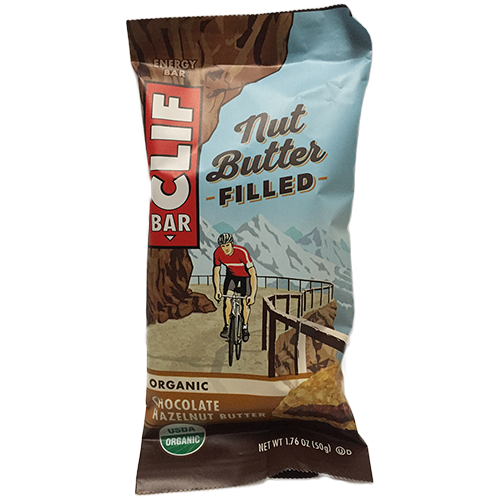 ENERGY
BAR
CLIF
BAR
Nut
Butter
FILLED
ORGANIC
CHOCOLATE
HAZELNUT BUTTER
USDA
ORGANIC
NET WT 1.76 OZ (50g) U D